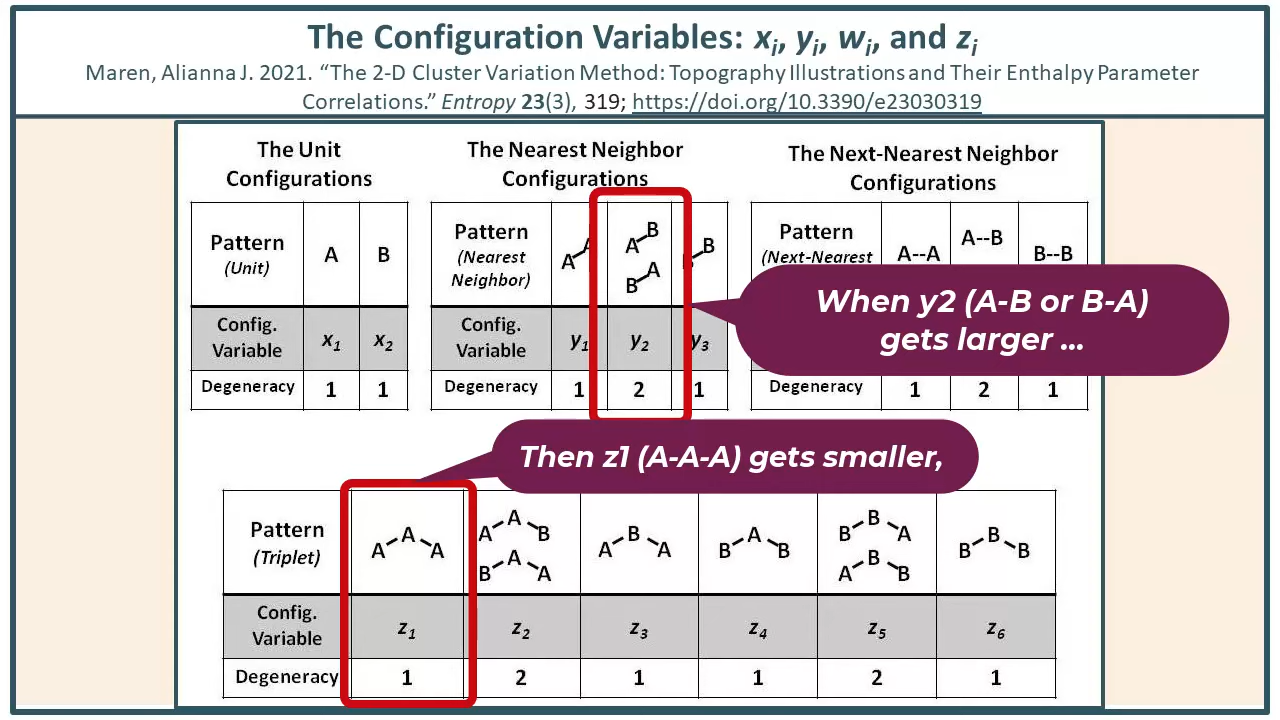 The Configuration Variables: xi, yi, wi, and zi
Maren, Alianna J. 2021. “The 2-D Cluster Variation Method: Topography Illustrations and Their Enthalpy Parameter
Correlations.” Entropy 23(3), 319; https://doi.org/10.3390/e23030319
The Unit
Configurations
Pattern
(Unit)
A
B
Config.
Variable
x1
x2
Degeneracy
1
1
The Nearest Neighbor
Configurations
Pattern
(Nearest
Neighbor)
A
A
A
B
B
A
B
B
Config.
Variable
y1
y2
y3
Degeneracy
1
2
1
The Next-Nearest Neighbor
Configurations
Pattern
(Next-Nearest
A--A
A--B
B--B
Degeneracy
1
2
1
When y2 (A-B or B-A)
gets larger ...
Then z1 (A-A-A) gets smaller,
Pattern
(Triplet)
A A A
A A B
B A A
A B A
B A B
B B A
A B B
B B B
Config.
Variable
z1
z2
z3
z4
z5
z6
Degeneracy
1
2
1
1
2
1